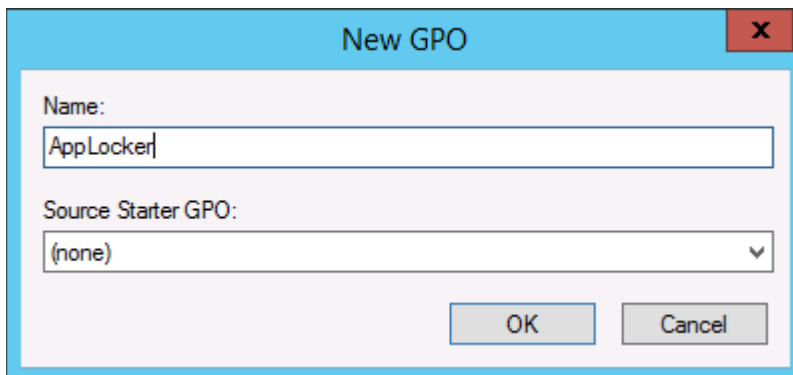 New GPO
x
Name:
AppLocker
Source Starter GPO:
(none)
OK Cancel